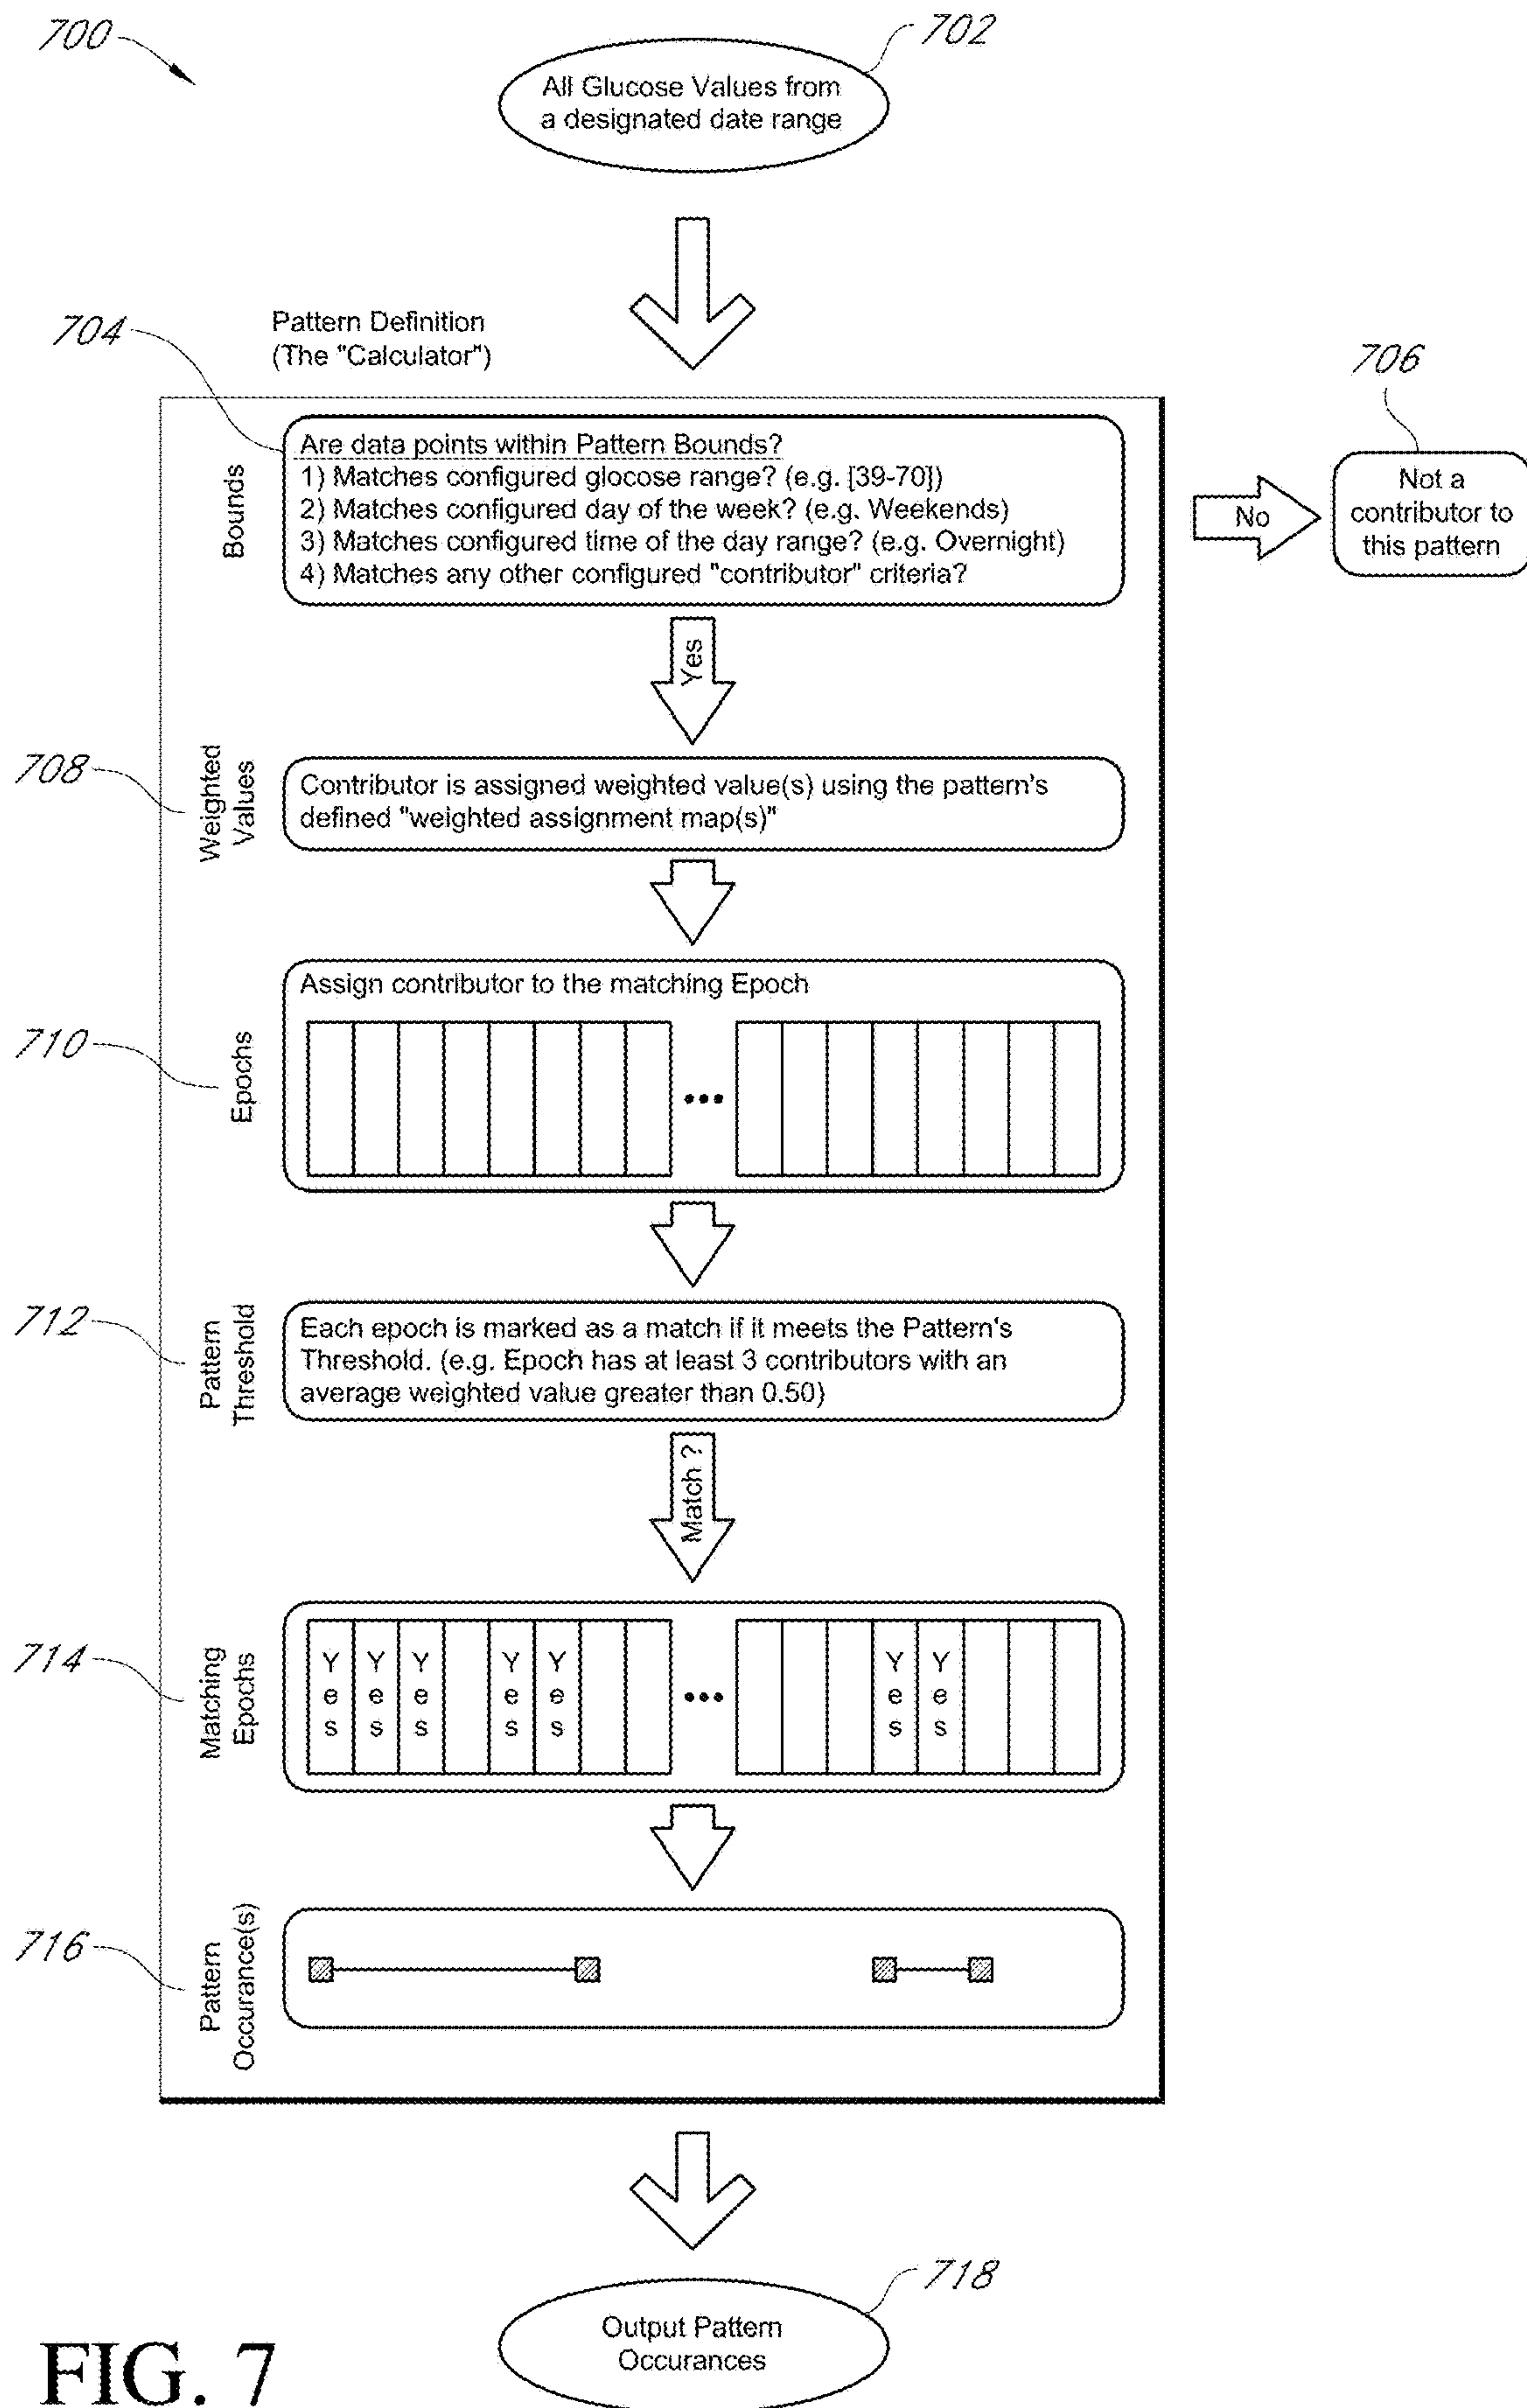 700
702
All Glucose Values from
a designated date range
704
Pattern Definition
(The "Calculator")
706
Bounds
Are data points within Pattern Bounds?
1) Matches configured glocose range? (e.g. [39-70])
2) Matches configured day of the week? (e.g. Weekends)
3) Matches configured time of the day range? (e.g. Overnight)
4) Matches any other configured "contributor" criteria?
No
Not a
contributor to
this pattern
Yes
708
Weighted
Values
Contributor is assigned weighted value(s) using the pattern's
defined "weighted assignment map(s)"
710
Epochs
Assign contributor to the matching Epoch
712
Pattern
Threshold
Each epoch is marked as a match if it meets the Pattern's
Threshold. (e.g. Epoch has at least 3 contributors with an
average weighted value greater than 0.50)
Match ?
714
Matching
Epochs
Yes Yes Yes Yes Yes Yes Yes
716
Pattern
Occurance(s)
718
Output Pattern
Occurances
FIG. 7